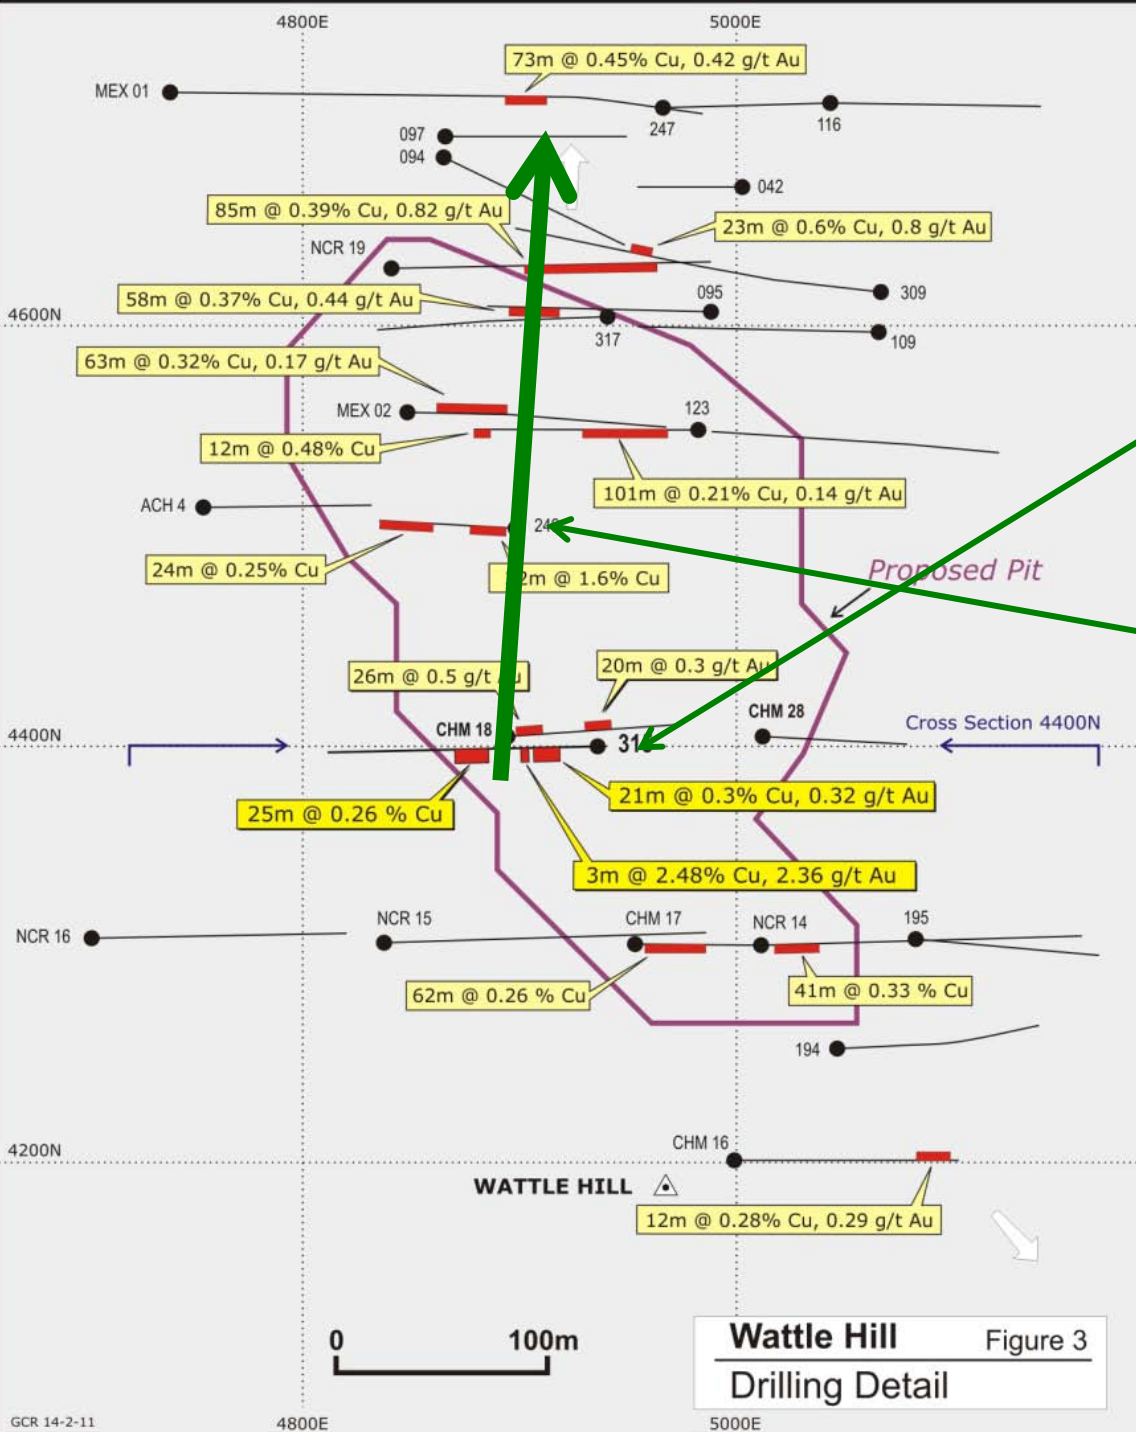 4800E
5000E
73m @ 0.45% Cu, 0.42 g/t Au
MEX 01
247
116
097
094
042
85m @ 0.39% Cu, 0.82 g/t Au
23m @ 0.6% Cu, 0.8 g/t Au
NCR 19
58m @ 0.37% Cu, 0.44 g/t Au
095
309
4600N
317
109
63m @ 0.32% Cu, 0.17 g/t Au
MEX 02
123
12m @ 0.48% Cu
101m @ 0.21% Cu, 0.14 g/t Au
ACH 4
24m @ 0.25% Cu
@ 1.6% Cu
Proposed Pit
26m @ 0.5 g/t
20m @ 0.3 g/t Au
CHM 18
CHM 28
4400N
Cross Section 4400N
25m @ 0.26 % Cu
21m @ 0.3% Cu, 0.32 g/t Au
3m @ 2.48% Cu, 2.36 g/t Au
NCR 16
NCR 15
CHM 17
NCR 14
195
62m @ 0.26 % Cu
41m @ 0.33 % Cu
194
4200N
CHM 16
WATTLE HILL
12m @ 0.28% Cu, 0.29 g/t Au
0 100m
Wattle Hill Figure 3
Drilling Detail
GCR 14-2-11
4800E
5000E